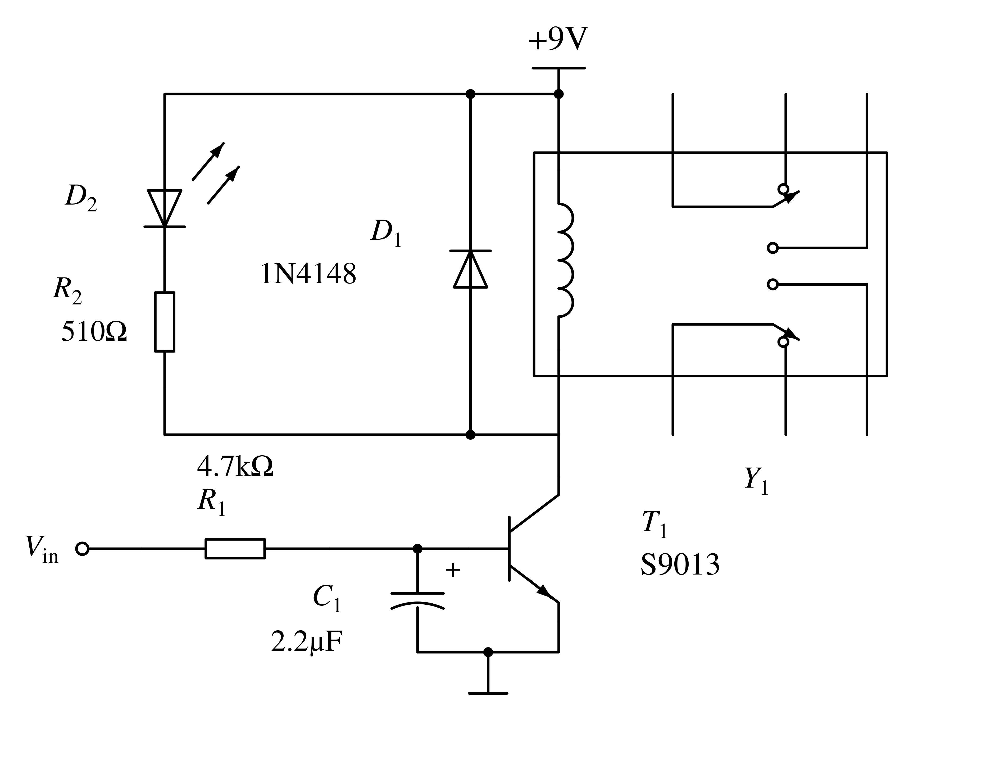 +9V
D2
D1
1N4148
R2
510Ω
4.7kΩ
R1
Y1
T1
Vin
S9013
+
C1
2.2μF